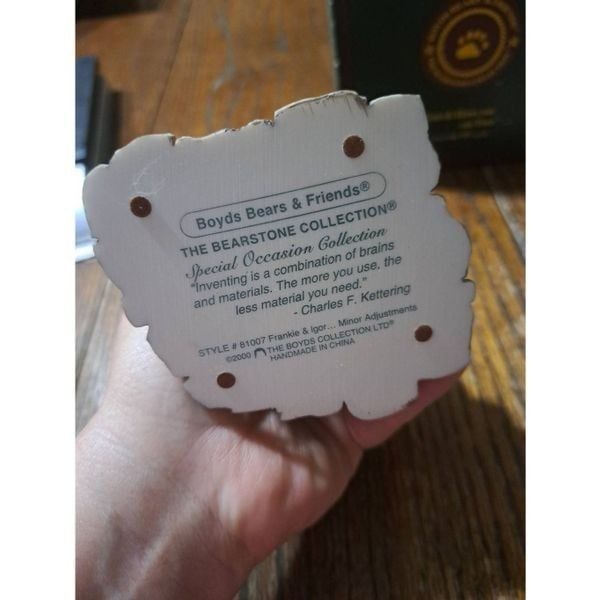 Boyds Bears & Friends®
THE BEARSTONE COLLECTION®
Special Occasion Collection
"Inventing is a combination of brains
and materials. The more you use, the
less material you need."
- Charles F. Kettering
STYLE # 81007 Frankie & Igor... Minor Adjustments
©2000 THE BOYDS COLLECTION LTD®
HANDMADE IN CHINA